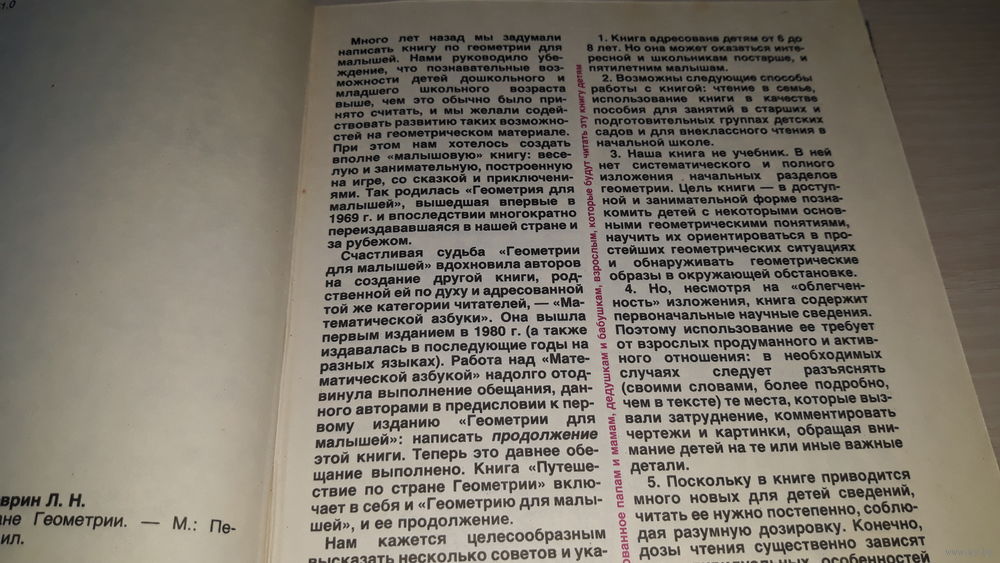 1.0
Много лет назад мы задумали
написать книгу по геометрии для
малышей. Нами руководило убе-
ждение, что познавательные воз-
можности детей дошкольного и
младшего школьного возраста
выше, чем это обычно было при-
нято считать, и мы желали содей-
ствовать развитию таких возможно-
стей на геометрическом материале.
При этом нам хотелось создать
вполне «малышовую» книгу: весе-
лую и занимательную, построенную
на игре, со сказкой и приключени-
ями. Так родилась «Геометрия для
малышей», вышедшая впервые в
1969 г. и впоследствии многократно
переиздававшаяся в нашей стране и
за рубежом.
Счастливая судьба «Геометрии
для малышей» вдохновила авторов
на создание другой книги, род-
ственной ей по духу и адресованной
той же категории читателей, — «Ма-
тематической азбуки». Она вышла
первым изданием в 1980 г. (а также
издавалась в последующие годы на
разных языках). Работа над «Мате-
матической азбукой» надолго отод-
винула выполнение обещания, дан-
ного авторами в предисловии к пер-
вому изданию «Геометрии для
малышей»: написать продолжение
этой книги. Теперь это давнее обе-
щание выполнено. Книга «Путеше-
ствие по стране Геометрии» вклю-
чает в себя и «Геометрию для малы-
шей», и ее продолжение.
Нам кажется целесообразным
высказать несколько советов и ука-
ованное папам и мамам, дедушкам и бабушкам, взрослым, которые будут читать эту книгу детям
1. Книга адресована детям от 6 до
8 лет. Но она может оказаться инте-
ресной и школьникам постарше, и
пятилетним малышам.
2. Возможны следующие способы
работы с книгой: чтение в семье,
использование книги в качестве
пособия для занятий в старших и
подготовительных группах детских
садов и для внеклассного чтения в
начальной школе.
3. Наша книга не учебник. В ней
нет систематического и полного
изложения начальных разделов
геометрии. Цель книги — в доступ-
ной и занимательной форме позна-
комить детей с некоторыми основ-
ными геометрическими понятиями,
научить их ориентироваться в про-
стейших геометрических ситуациях
и обнаруживать геометрические
образы в окружающей обстановке.
4. Но, несмотря на «облегчен-
ность» изложения, книга содержит
первоначальные научные сведения.
Поэтому использование ее требует
от взрослых продуманного и актив-
ного отношения: в необходимых
случаях следует разъяснять
(своими словами, более подробно,
чем в тексте) те места, которые выз-
вали затруднение, комментировать
чертежи и картинки, обращая вни-
мание детей на те или иные важные
детали.
5. Поскольку в книге приводится
много новых для детей сведений,
читать ее нужно постепенно, соблю-
дая разумную дозировку. Конечно,
дозы чтения существенно зависят
особенностей
врин Л. Н.
ане Геометрии. — М.: Пе-
ил.